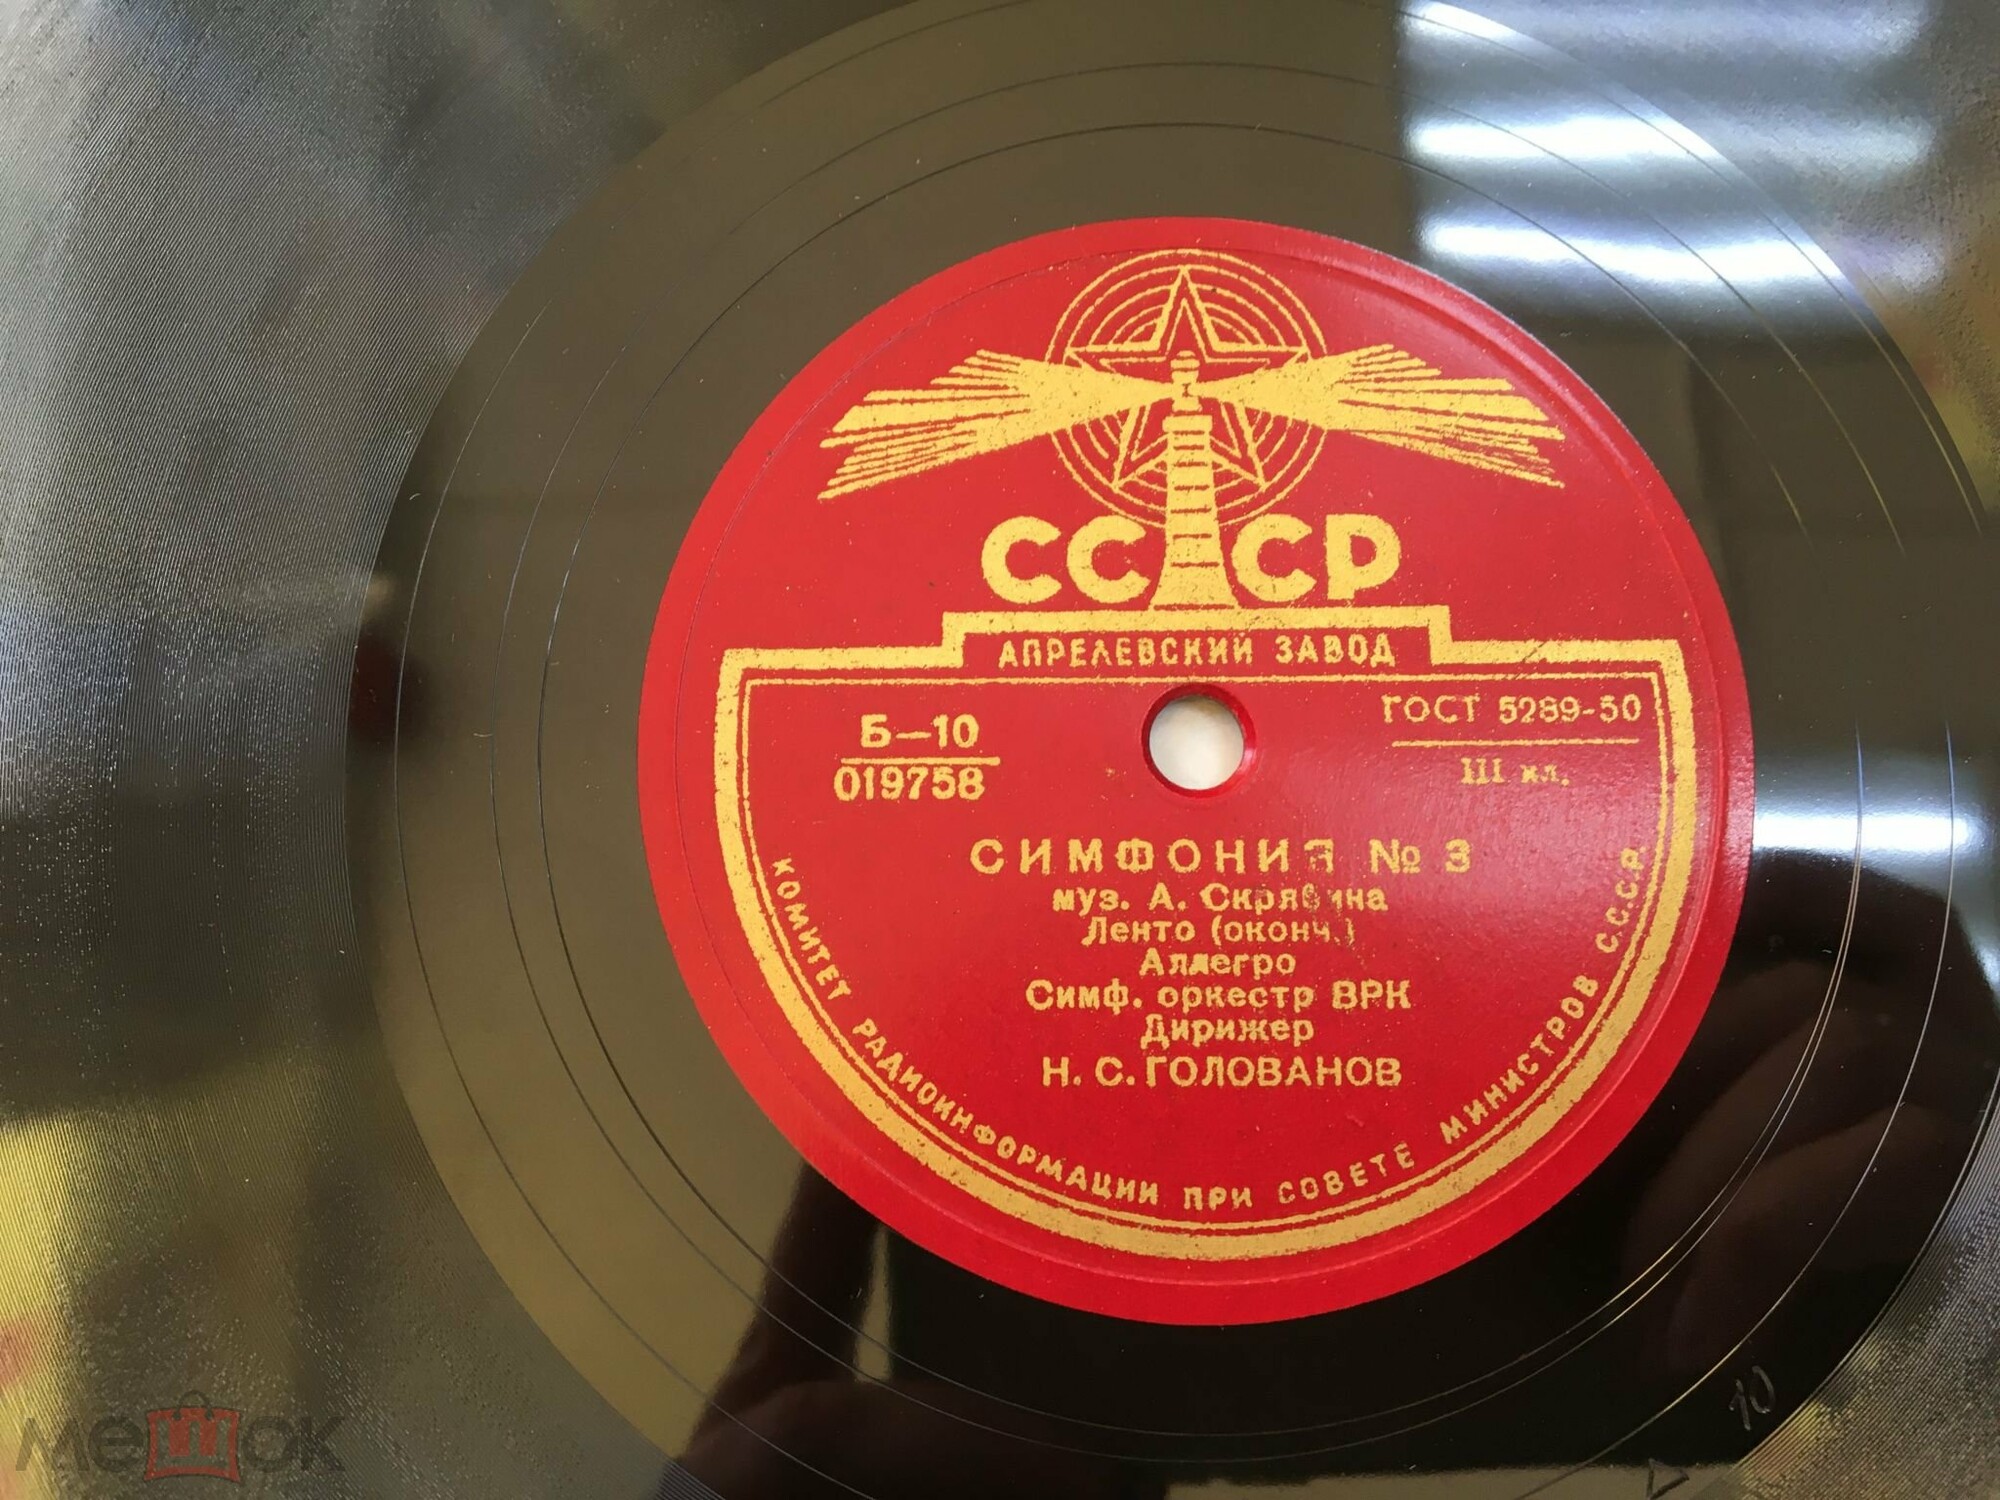 СССР
АПРЕЛЕВСКИЙ ЗАВОД
Б—10
019758
ГОСТ 5289-50
III кл.
СИМФОНИЯ № 3
муз. А. Скрябина
Ленто (оконч.)
Аллегро
Симф. оркестр ВРК
Дирижер
Н. С. ГОЛОВАНОВ
КОМИТЕТ РАДИОИНФОРМАЦИИ ПРИ СОВЕТЕ МИНИСТРОВ С.С.С.Р.
10
мешок